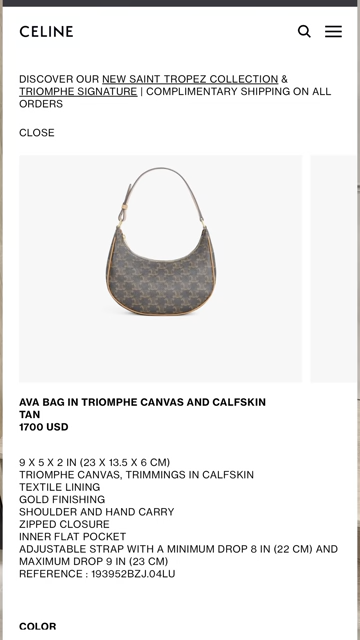 CELINE
DISCOVER OUR NEW SAINT TROPEZ COLLECTION &
TRIOMPHE SIGNATURE | COMPLIMENTARY SHIPPING ON ALL
ORDERS
CLOSE
AVA BAG IN TRIOMPHE CANVAS AND CALFSKIN
TAN
1700 USD
9 X 5 X 2 IN (23 X 13.5 X 6 CM)
TRIOMPHE CANVAS, TRIMMINGS IN CALFSKIN
TEXTILE LINING
GOLD FINISHING
SHOULDER AND HAND CARRY
ZIPPED CLOSURE
INNER FLAT POCKET
ADJUSTABLE STRAP WITH A MINIMUM DROP 8 IN (22 CM) AND
MAXIMUM DROP 9 IN (23 CM)
REFERENCE : 193952BZJ.04LU
COLOR